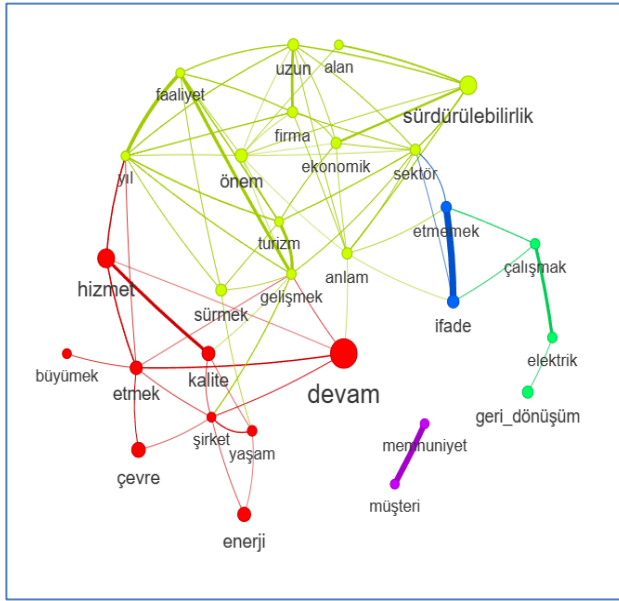 uzun
alan
faaliyet
sürdürülebilirlik
firma
ekonomik
sektör
yıl
önem
turizm
etmemek
çalışmak
hizmet
sürmek
gelişmek
anlam
ifade
büyümek
etmek
kalite
devam
elektrik
şirket
yaşam
geri_dönüşüm
memnuniyet
çevre
müşteri
enerji